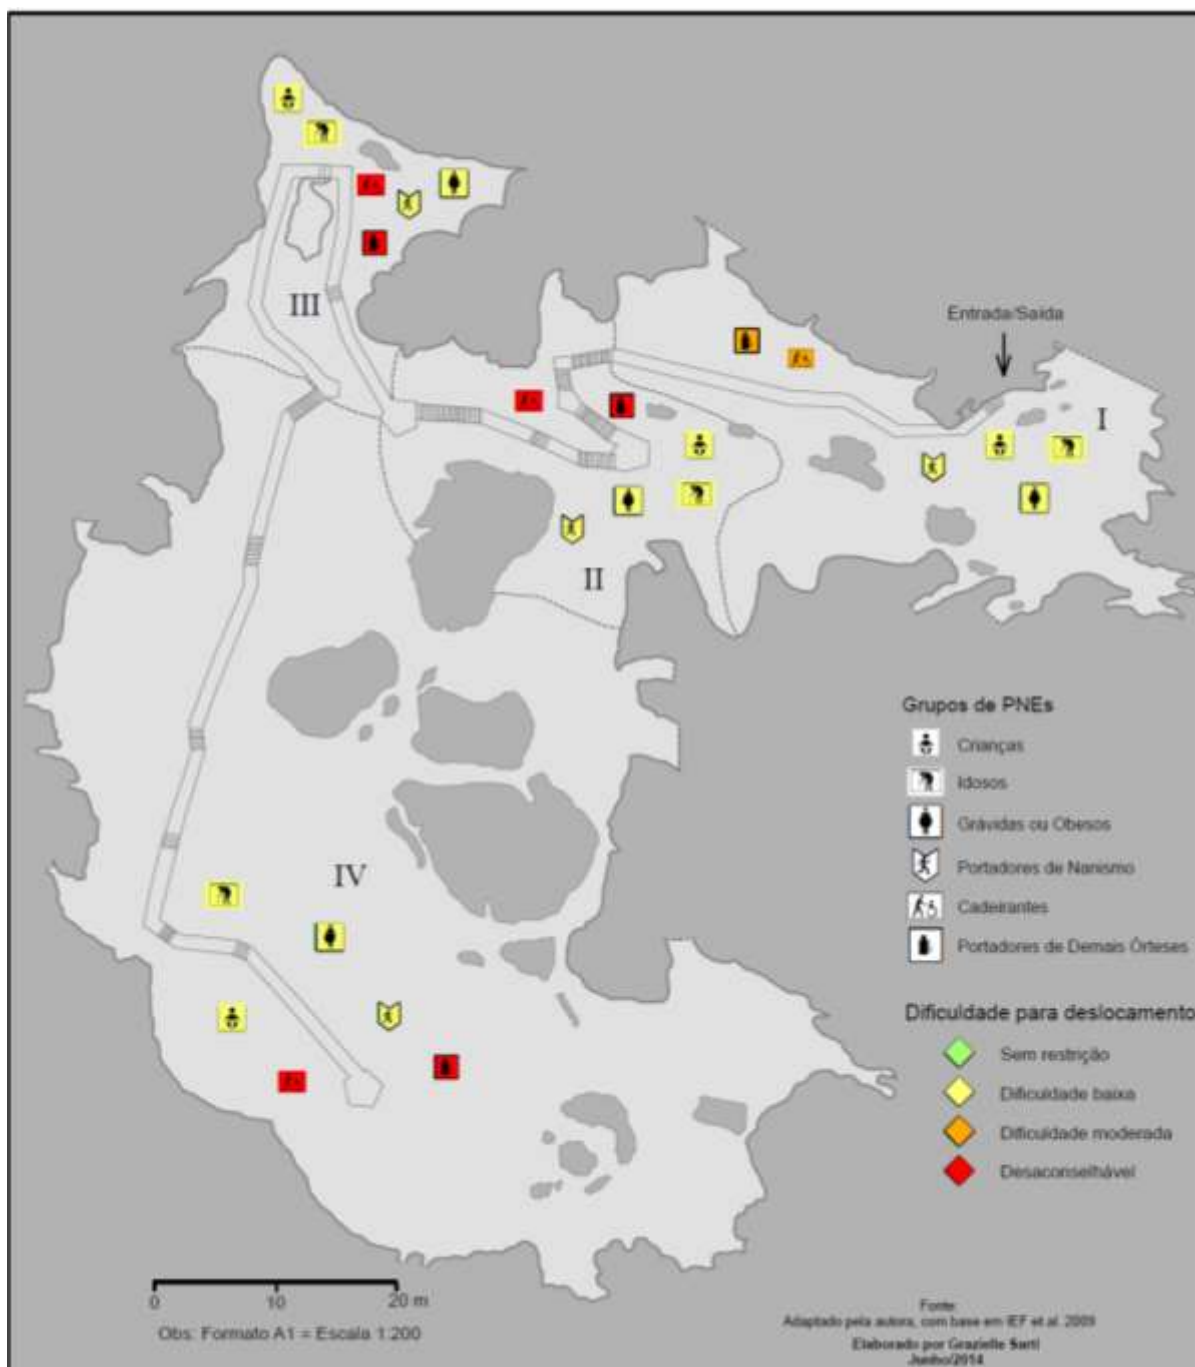 Entrada/Saída
I
III
II
IV
Grupos de PNEs
Crianças
Idosos
Grávidas ou Obesos
Portadores de Nanismo
Cadeirantes
Portadores de Demais Órteses
Dificuldade para deslocamento
Sem restrição
Dificuldade baixa
Dificuldade moderada
Desaconselhável
0 10 20 m
Obs: Formato A1 = Escala 1:200
Fonte:
Adaptado pela autora, com base em IEF et al. 2009
Elaborado por Grazielle Sarti
Junho/2014